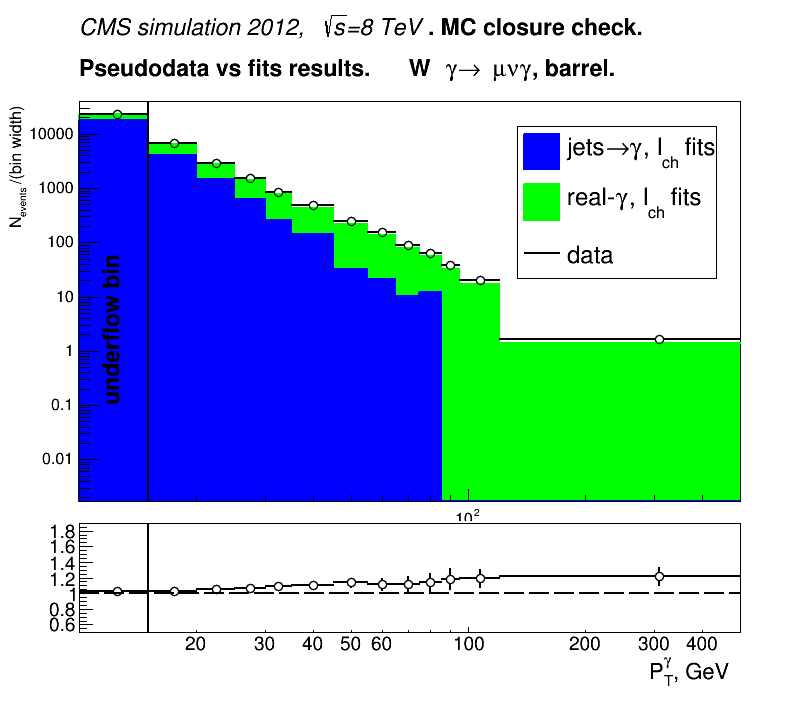 CMS simulation 2012, √s=8 TeV . MC closure check.
Pseudodata vs fits results. W γ→ μνγ, barrel.
N_events /(bin width)
10000
1000
100
10
1
0.1
0.01
underflow bin
jets→γ, I_ch fits
real-γ, I_ch fits
data
10²
1.8
1.6
1.4
1.2
1
0.8
0.6
20 30 40 50 60 100 200 300 400
P_T^γ, GeV